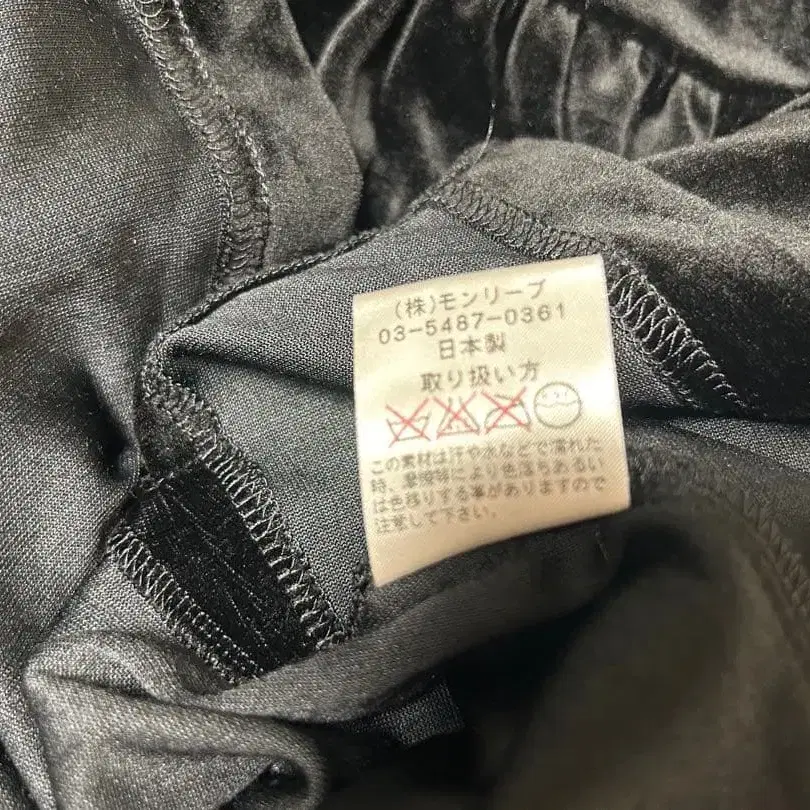 (株)モンリーブ
03-5487-0361
日本製
取り扱い方
この素材は汗や水などで濡れた
時、摩擦等により色落ちあるい
は色移りする事がありますので
注意して下さい。